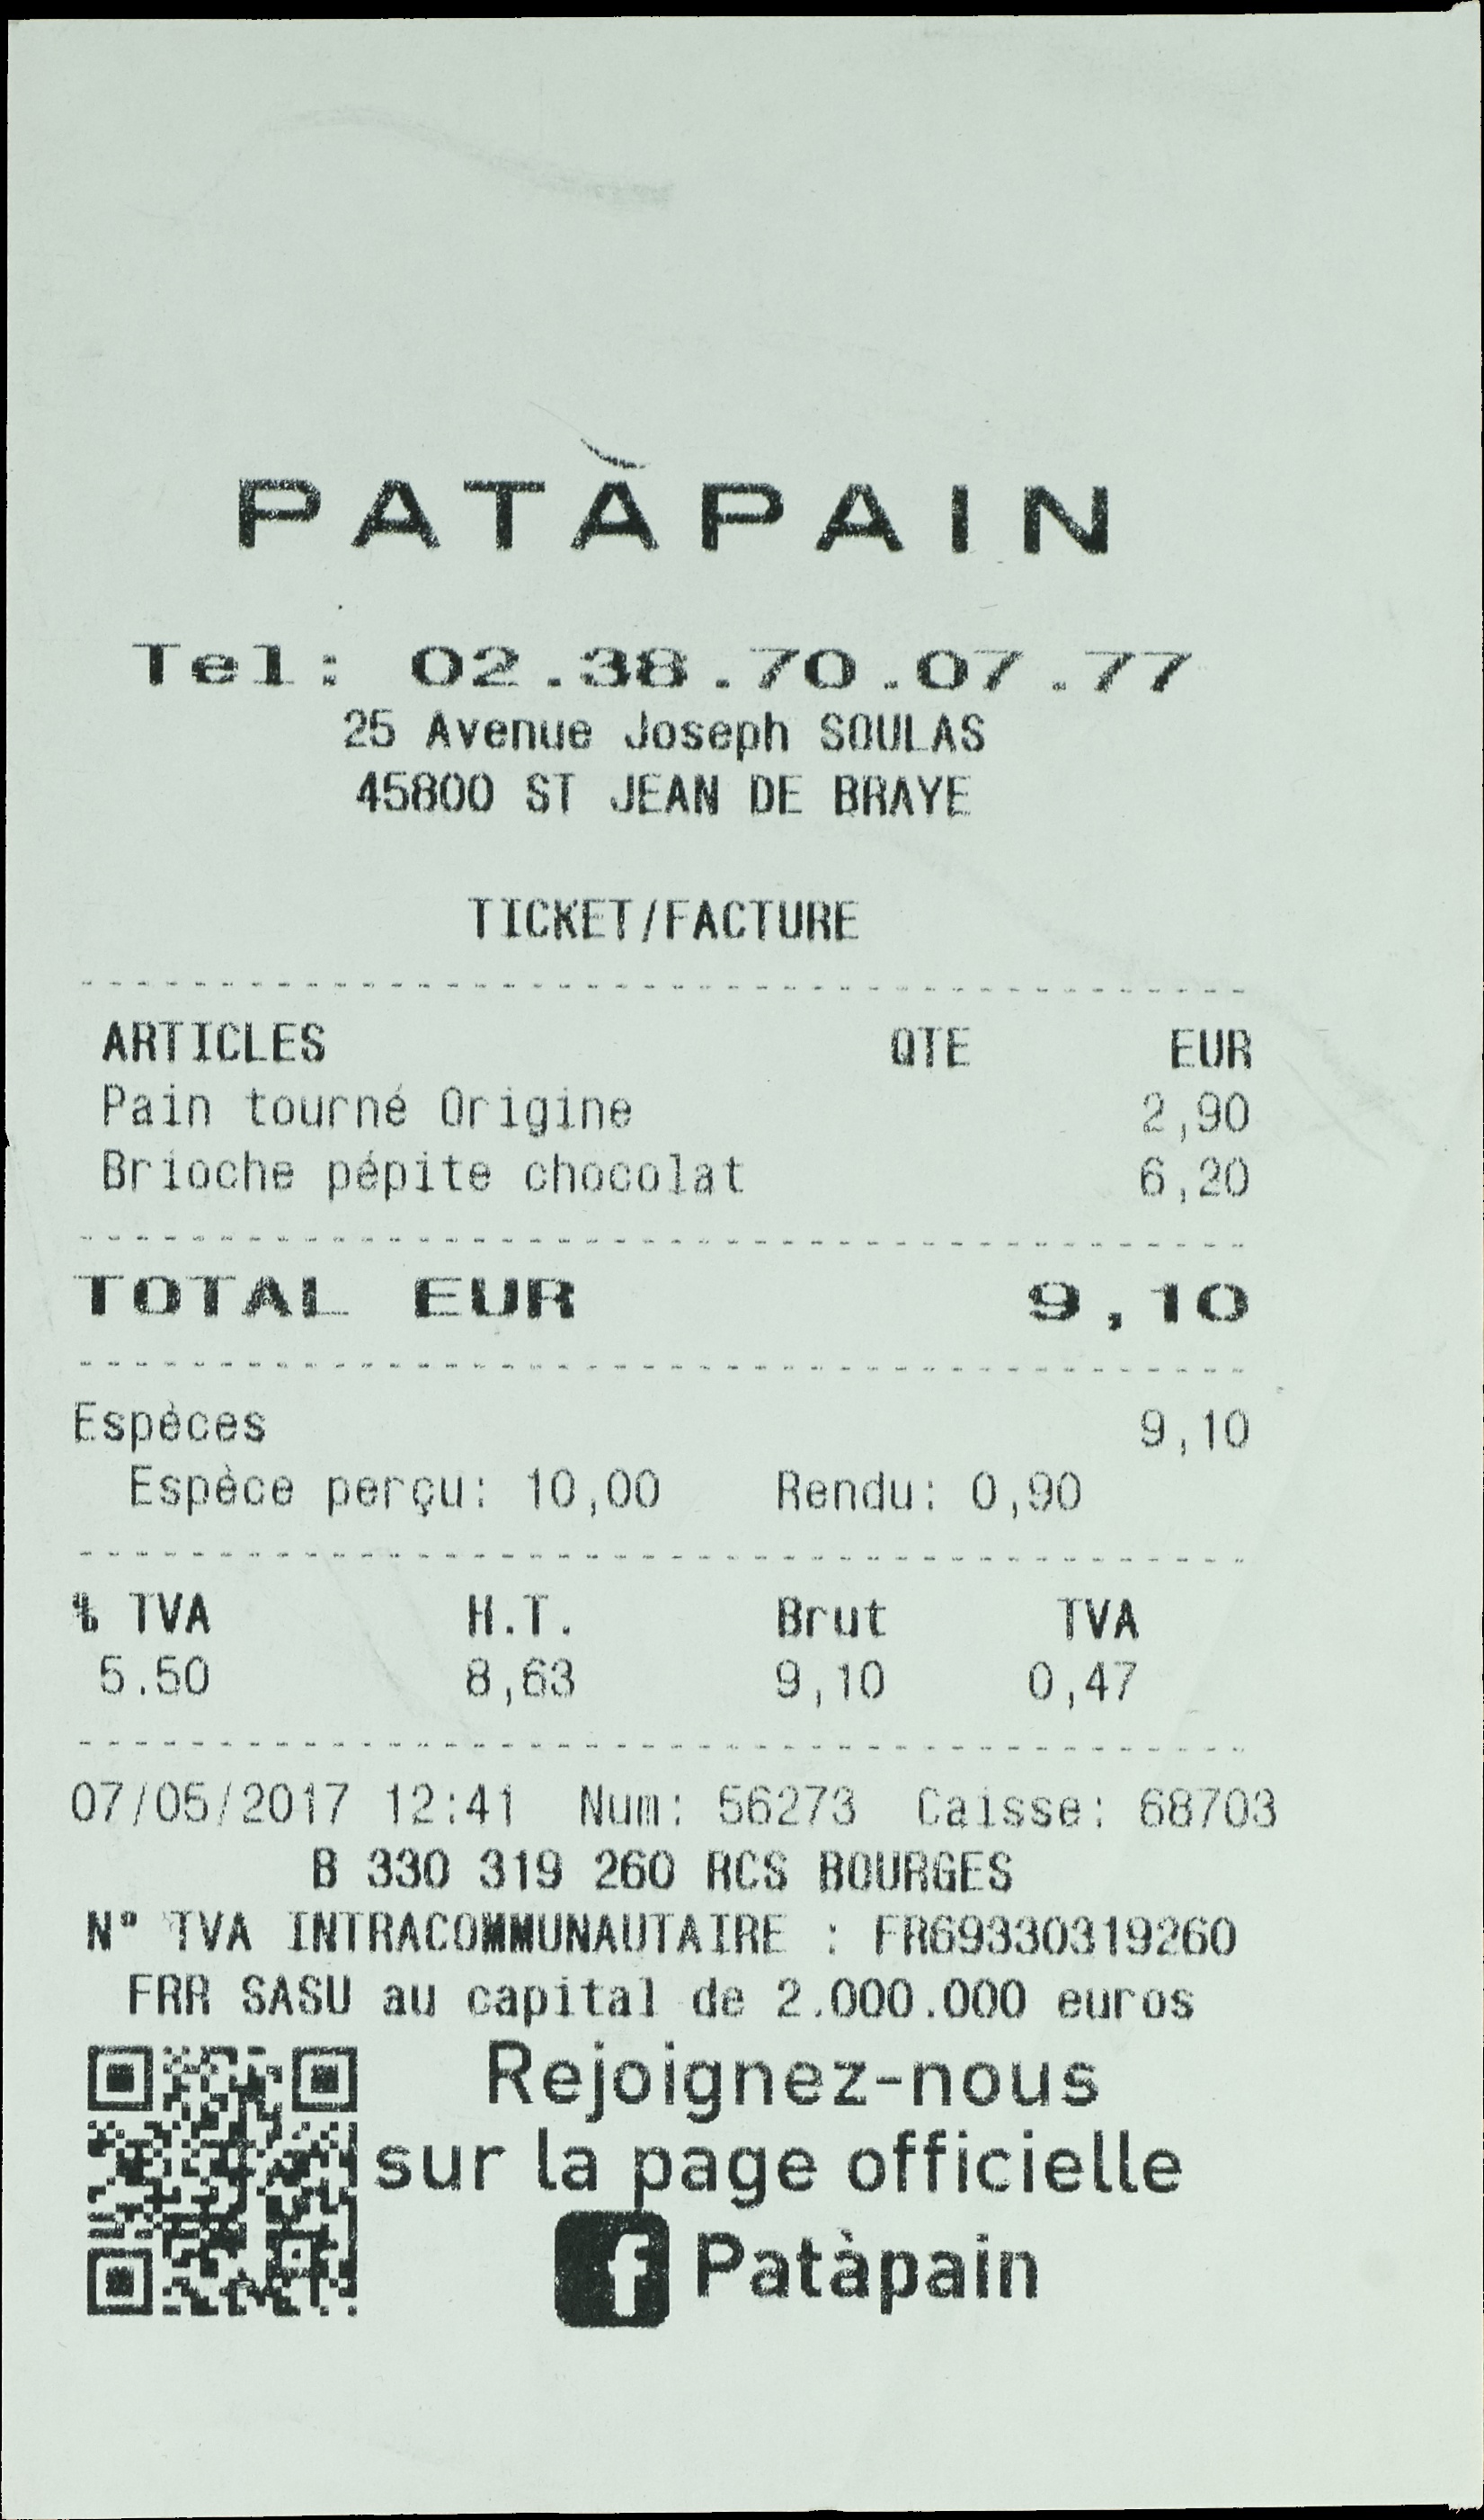 PATÀPAIN
Tel: 02.38.70.07.77
25 Avenue Joseph SOULAS
45800 ST JEAN DE BRAYE
TICKET/FACTURE
ARTICLES QTE EUR
Pain tourné Origine 2,90
Brioche pépite chocolat 6,20
TOTAL EUR 9,10
Espèces 9,10
Espèce perçu: 10,00 Rendu: 0,90
% TVA H.T. Brut TVA
5.50 8,63 9,10 0,47
07/05/2017 12:41 Num: 56273 Caisse: 68703
B 330 319 260 RCS BOURGES
N° TVA INTRACOMMUNAUTAIRE : FR69330319260
FRR SASU au capital de 2.000.000 euros
Rejoignez-nous
sur la page officielle
f Patàpain